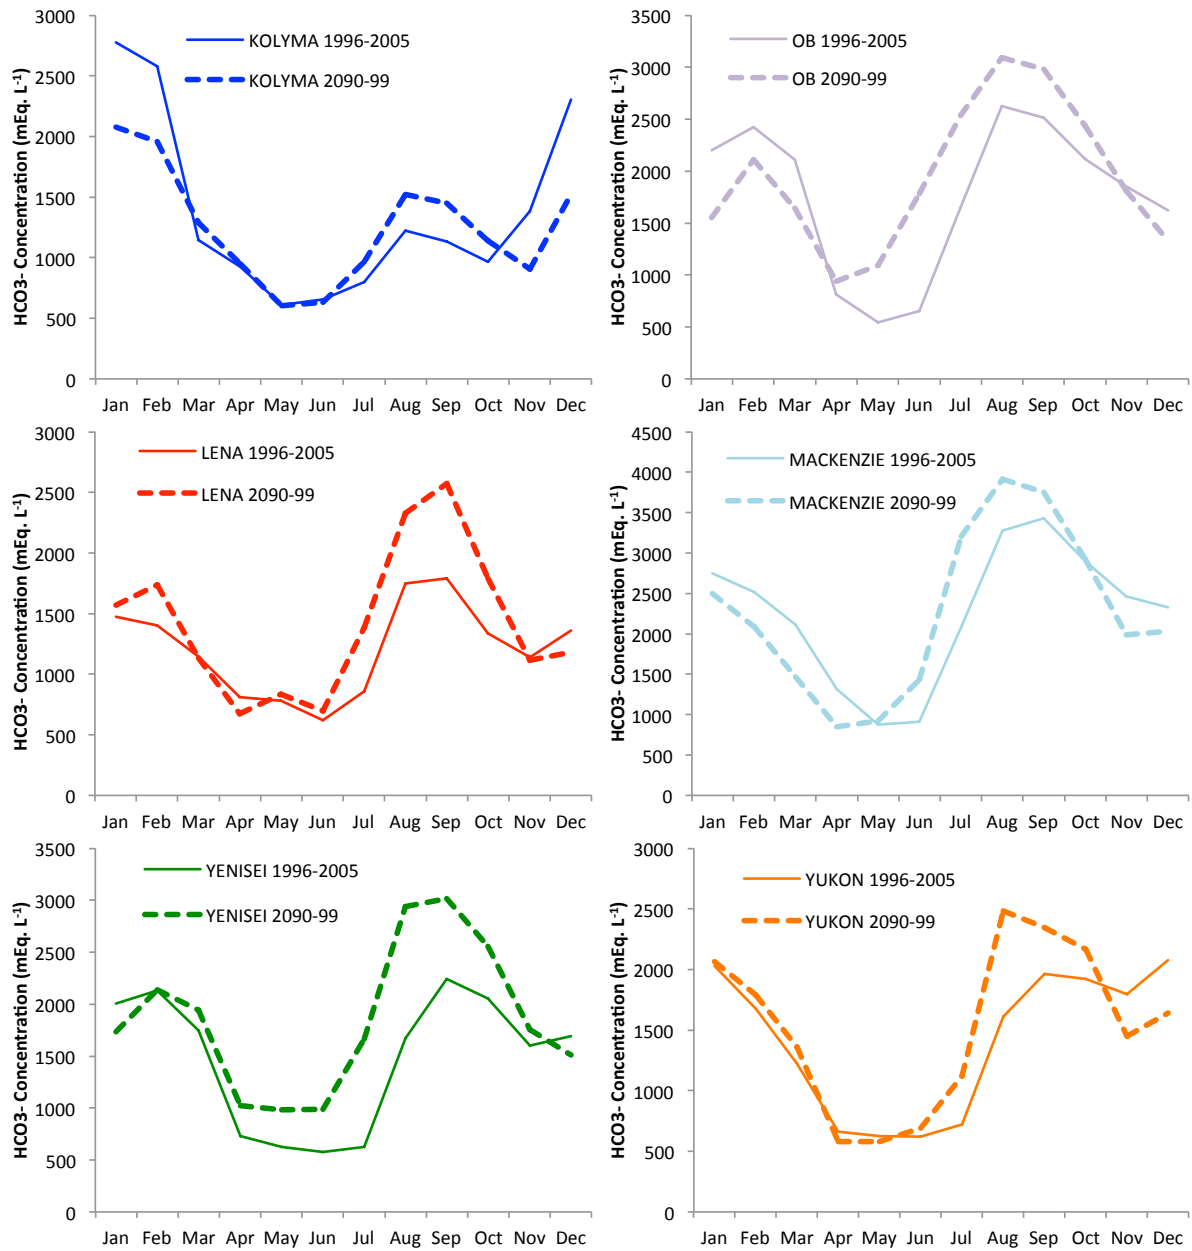 HCO3- Concentration (mEq. L-1)
3000
2500
2000
1500
1000
500
0
KOLYMA 1996-2005
KOLYMA 2090-99
Jan Feb Mar Apr May Jun Jul Aug Sep Oct Nov Dec
HCO3- Concentration (mEq. L-1)
3500
3000
2500
2000
1500
1000
500
0
OB 1996-2005
OB 2090-99
Jan Feb Mar Apr May Jun Jul Aug Sep Oct Nov Dec
HCO3- Concentration (mEq. L-1)
3000
2500
2000
1500
1000
500
0
LENA 1996-2005
LENA 2090-99
Jan Feb Mar Apr May Jun Jul Aug Sep Oct Nov Dec
HCO3- Concentration (mEq. L-1)
4500
4000
3500
3000
2500
2000
1500
1000
500
0
MACKENZIE 1996-2005
MACKENZIE 2090-99
Jan Feb Mar Apr May Jun Jul Aug Sep Oct Nov Dec
HCO3- Concentration (mEq. L-1)
3500
3000
2500
2000
1500
1000
500
0
YENISEI 1996-2005
YENISEI 2090-99
Jan Feb Mar Apr May Jun Jul Aug Sep Oct Nov Dec
HCO3- Concentration (mEq. L-1)
3000
2500
2000
1500
1000
500
0
YUKON 1996-2005
YUKON 2090-99
Jan Feb Mar Apr May Jun Jul Aug Sep Oct Nov Dec